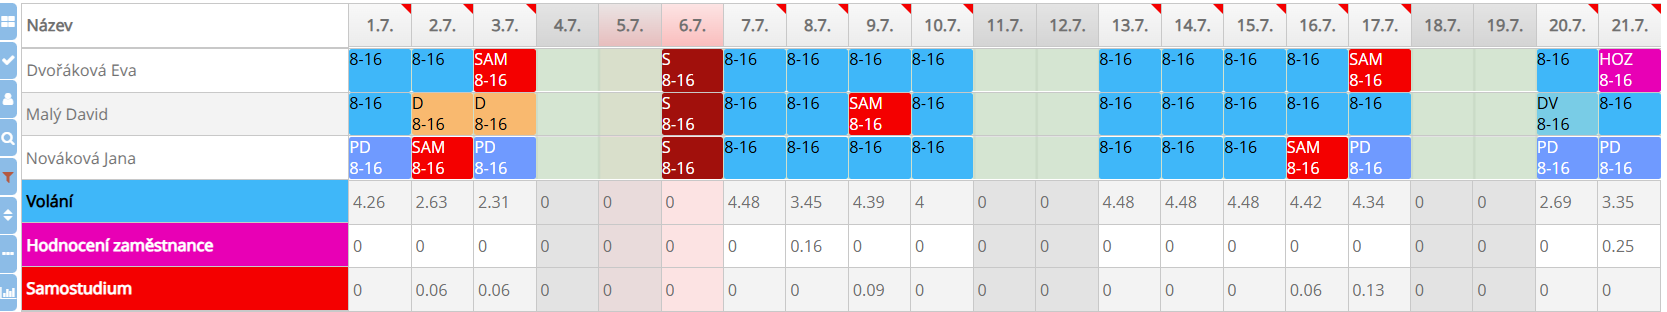 Název 1.7. 2.7. 3.7. 4.7. 5.7. 6.7. 7.7. 8.7. 9.7. 10.7. 11.7. 12.7. 13.7. 14.7. 15.7. 16.7. 17.7. 18.7. 19.7. 20.7. 21.7.
Dvořáková Eva 8-16 8-16 SAM 8-16 S 8-16 8-16 8-16 8-16 8-16 8-16 8-16 8-16 8-16 SAM 8-16 8-16 HOZ 8-16
Malý David 8-16 D 8-16 D 8-16 S 8-16 8-16 8-16 SAM 8-16 8-16 8-16 8-16 8-16 8-16 8-16 DV 8-16 8-16
Nováková Jana PD 8-16 SAM 8-16 PD 8-16 S 8-16 8-16 8-16 8-16 8-16 8-16 8-16 8-16 SAM 8-16 PD 8-16 PD 8-16 PD 8-16
Volání 4.26 2.63 2.31 0 0 0 4.48 3.45 4.39 4 0 0 4.48 4.48 4.48 4.42 4.34 0 0 2.69 3.35
Hodnocení zaměstnance 0 0 0 0 0 0 0 0.16 0 0 0 0 0 0 0 0 0 0 0 0 0.25
Samostudium 0 0.06 0.06 0 0 0 0 0 0.09 0 0 0 0 0 0 0.06 0.13 0 0 0 0